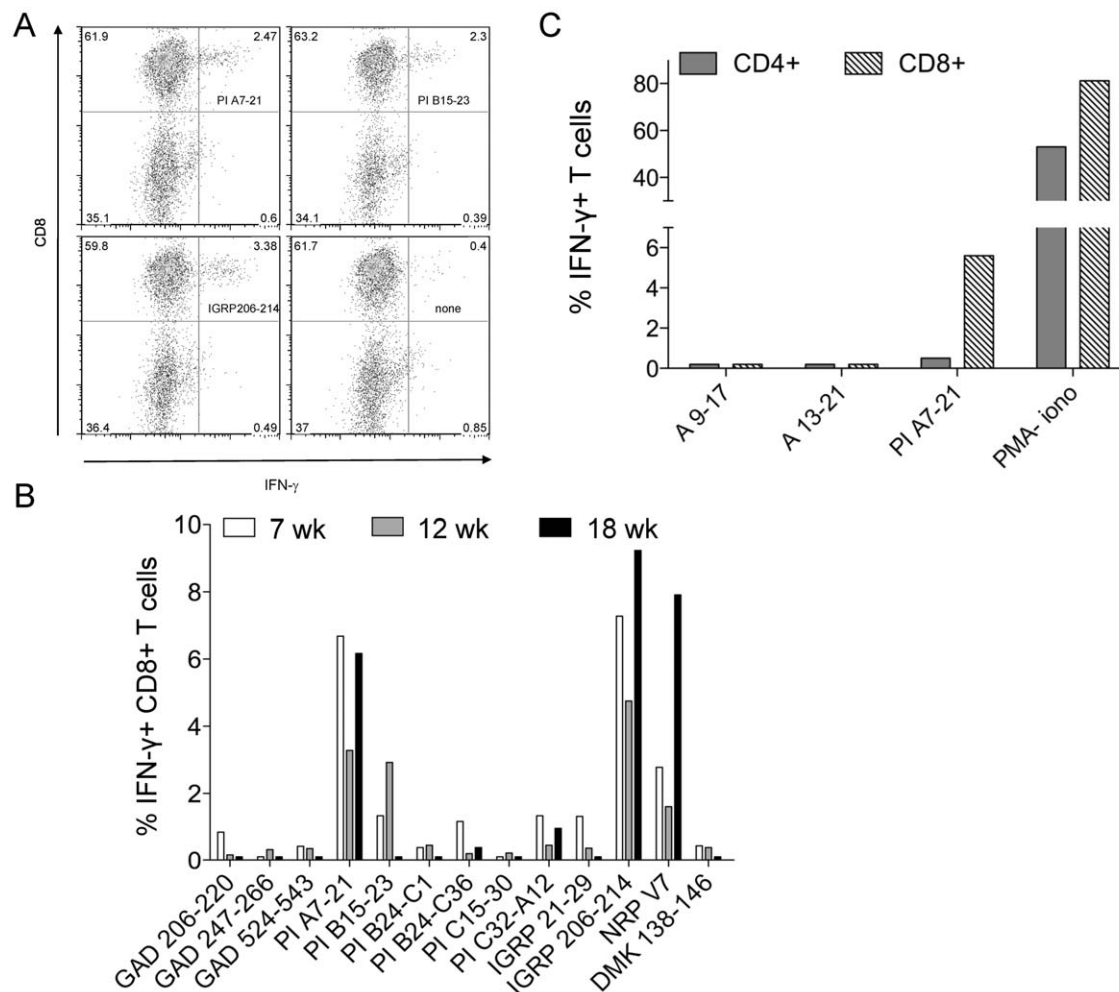 A
61.9 2.47
PI A7-21
35.1 0.6
63.2 2.3
PI B15-23
34.1 0.39
59.8 3.38
IGRP206-214
36.4 0.49
61.7 0.4
none
37 0.85
CD8
IFN-γ
C
CD4+ CD8+
% IFN-γ+ T cells
80
60
40
6
4
2
0
A 9-17
A 13-21
PI A7-21
PMA- iono
B
7 wk 12 wk 18 wk
% IFN-γ+ CD8+ T cells
10
8
6
4
2
0
GAD 206-220
GAD 247-266
GAD 524-543
PI A7-21
PI B15-23
PI B24-C1
PI B24-C36
PI C15-30
PI C32-A12
IGRP 21-29
IGRP 206-214
NRP V7
DMK 138-146